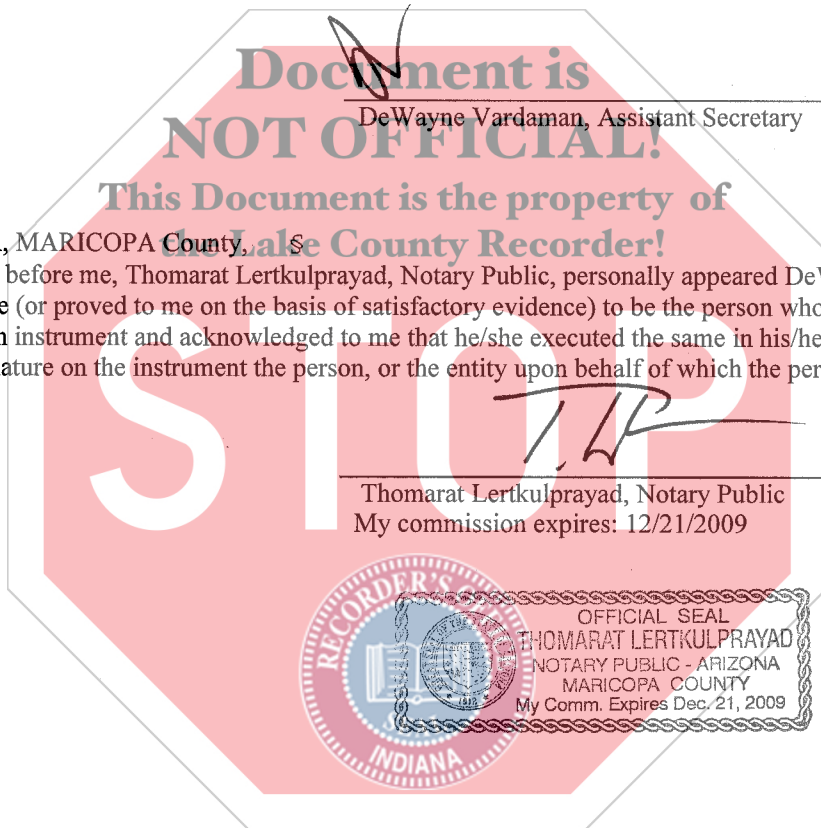 Document is
NOT OFFICIAL!
This Document is the property of
the Lake County Recorder!
STOP
DeWayne Vardaman, Assistant Secretary
, MARICOPA County, §
before me, Thomarat Lertkulprayad, Notary Public, personally appeared DeW
e (or proved to me on the basis of satisfactory evidence) to be the person who
n instrument and acknowledged to me that he/she executed the same in his/he
ature on the instrument the person, or the entity upon behalf of which the per
Thomarat Lertkulprayad, Notary Public
My commission expires: 12/21/2009
RECORDER'S OFFICE
INDIANA
OFFICIAL SEAL
THOMARAT LERTKULPRAYAD
NOTARY PUBLIC - ARIZONA
MARICOPA COUNTY
My Comm. Expires Dec. 21, 2009